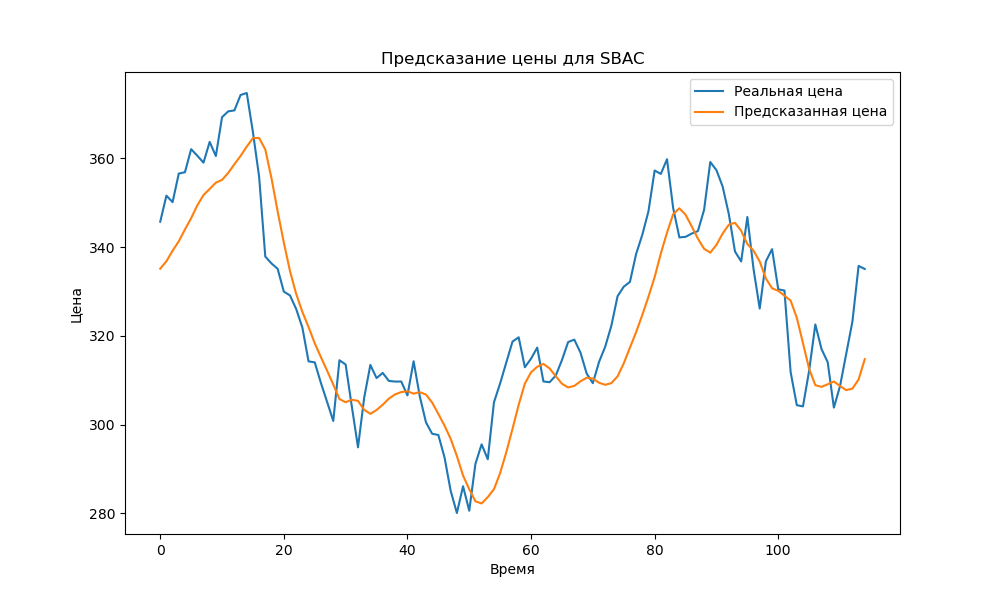 Предсказание цены для SBAC
Реальная цена
Предсказанная цена
Цена
360
340
320
300
280
0 20 40 60 80 100
Время